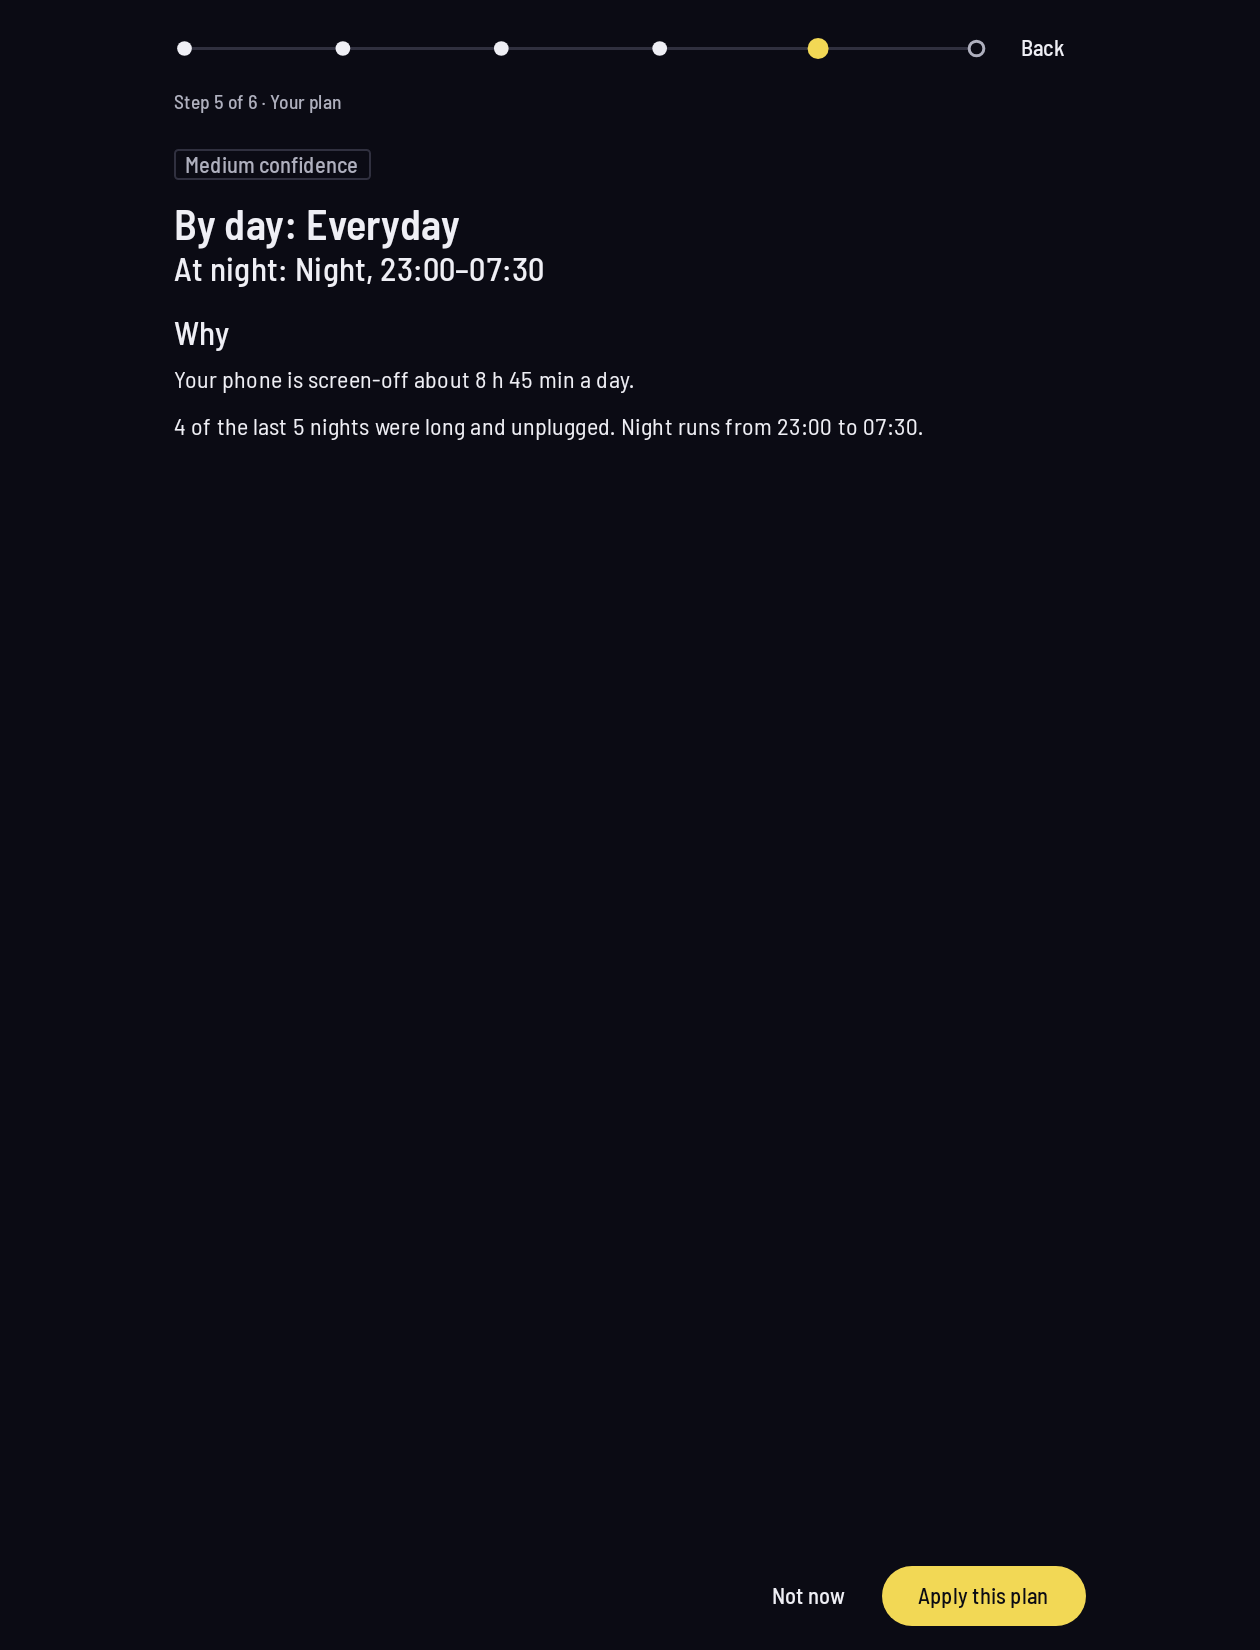 Back
Step 5 of 6 · Your plan
Medium confidence
By day: Everyday
At night: Night, 23:00–07:30
Why
Your phone is screen-off about 8 h 45 min a day.
4 of the last 5 nights were long and unplugged. Night runs from 23:00 to 07:30.
Not now
Apply this plan